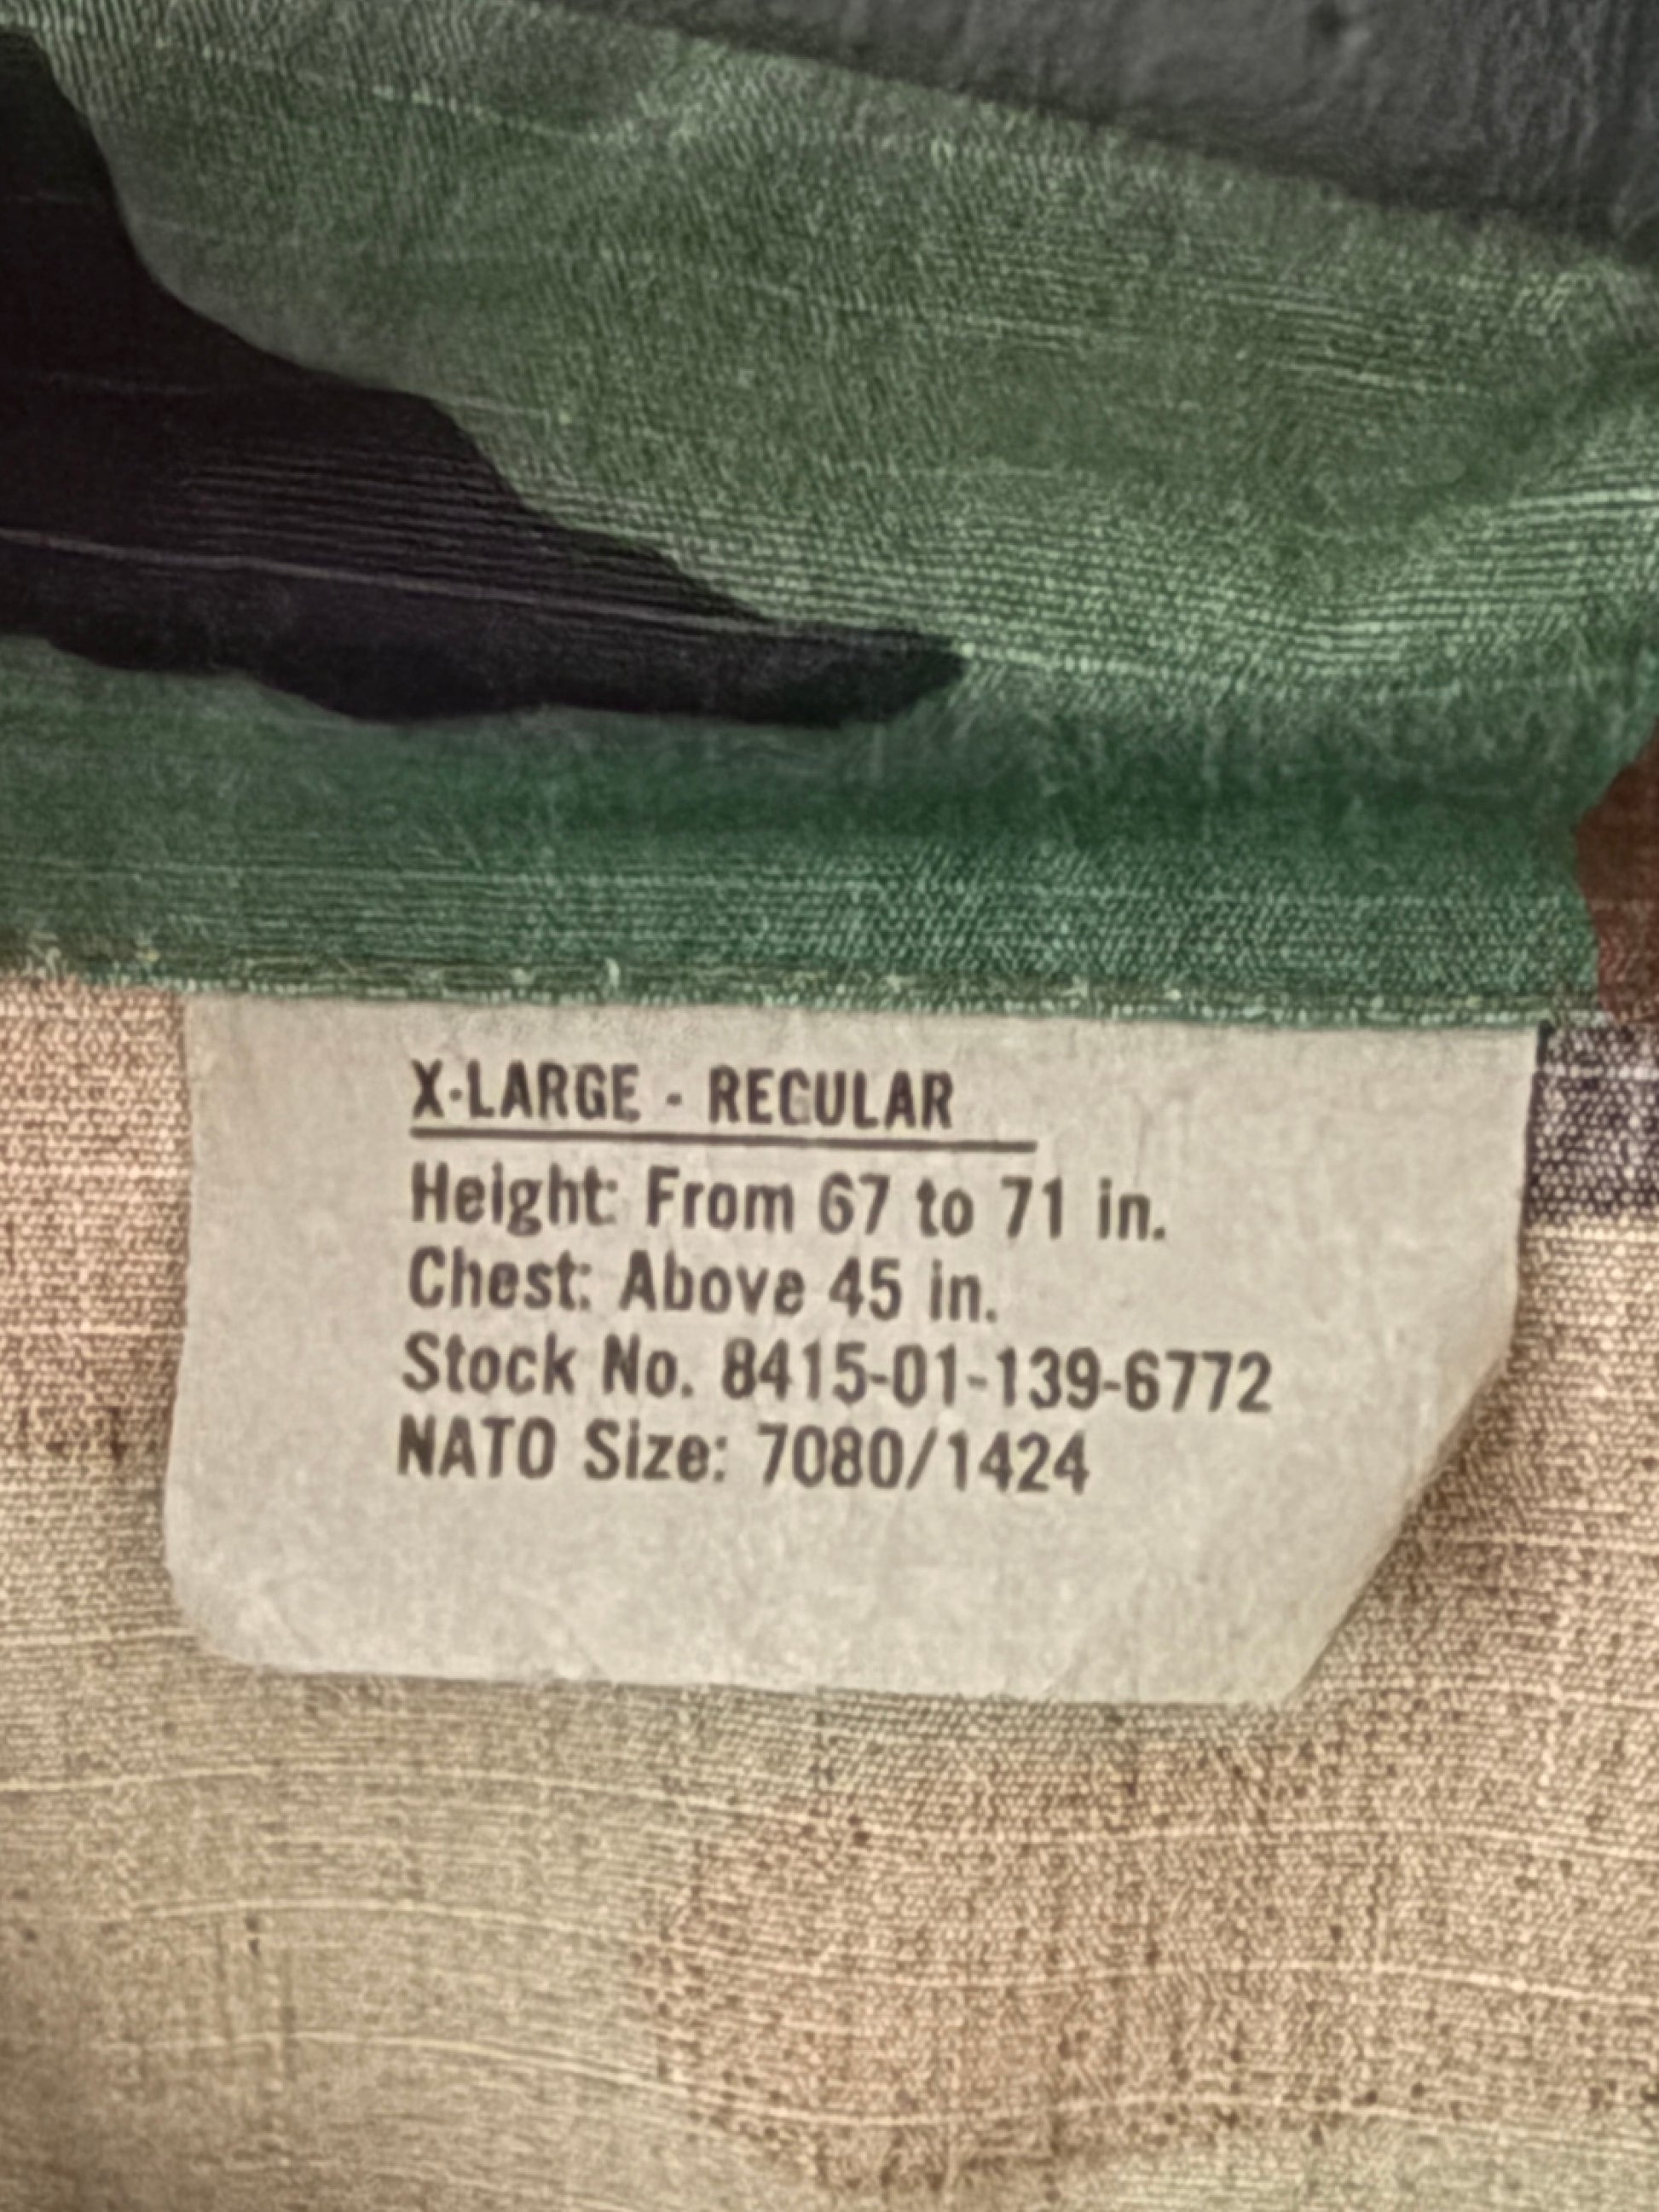 X-LARGE - REGULAR
Height: From 67 to 71 in.
Chest: Above 45 in.
Stock No. 8415-01-139-6772
NATO Size: 7080/1424